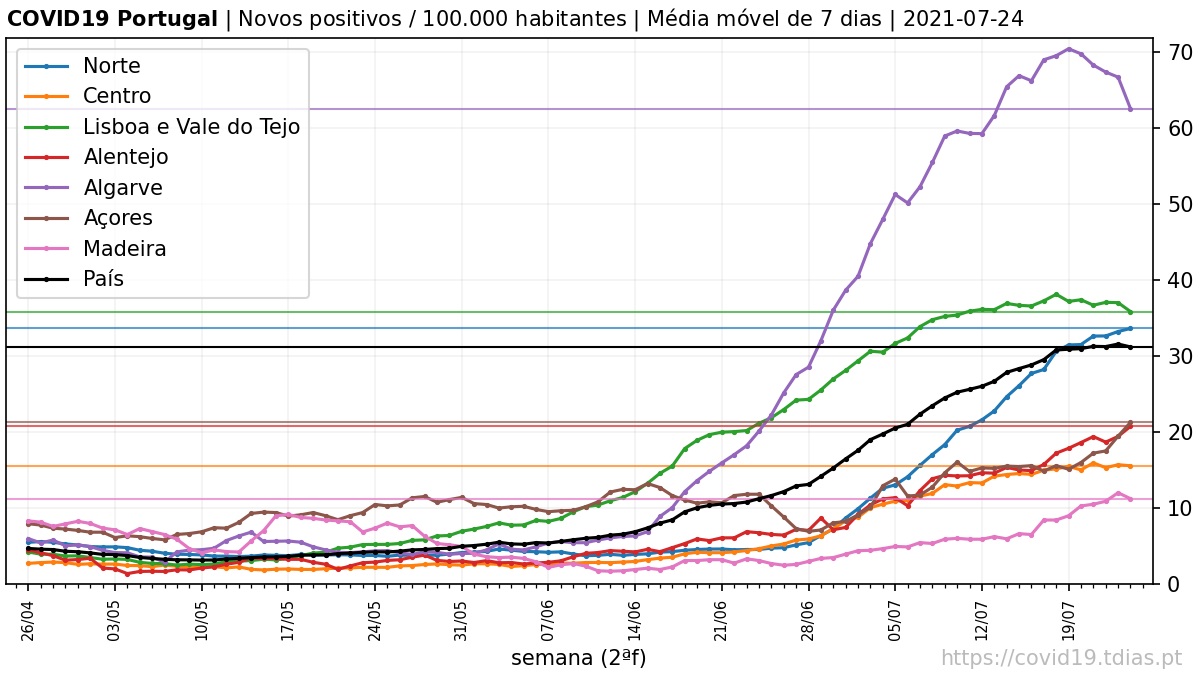 COVID19 Portugal | Novos positivos / 100.000 habitantes | Média móvel de 7 dias | 2021-07-24
Norte
Centro
Lisboa e Vale do Tejo
Alentejo
Algarve
Açores
Madeira
País
70
60
50
40
30
20
10
0
26/04
03/05
10/05
17/05
24/05
31/05
07/06
14/06
21/06
28/06
05/07
12/07
19/07
semana (2ªf)
https://covid19.tdias.pt